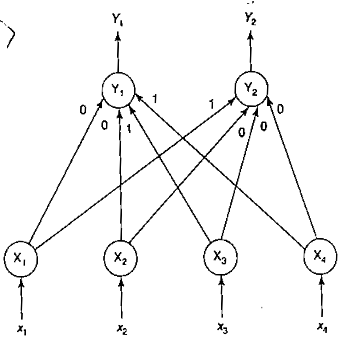 Y₁ Y₂
Y₁ Y₂
1 1
0 0
0 1 0 0
X₁ X₂ X₃ X₄
x₁ x₂ x₃ x₄